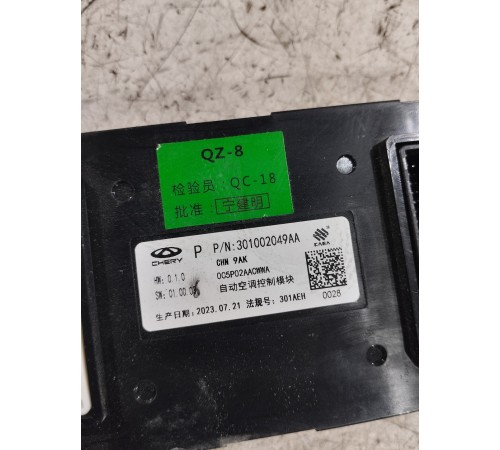 QZ-8
检验员：QC-18
批准：宁建明
CHERY P P/N:301002049AA
CHN 9AK
HW: 0.1.0 0C5P02AACWNA
SW: 01.00.0 自动空调控制模块 0028
生产日期：2023.07.21 法规号：301AEH